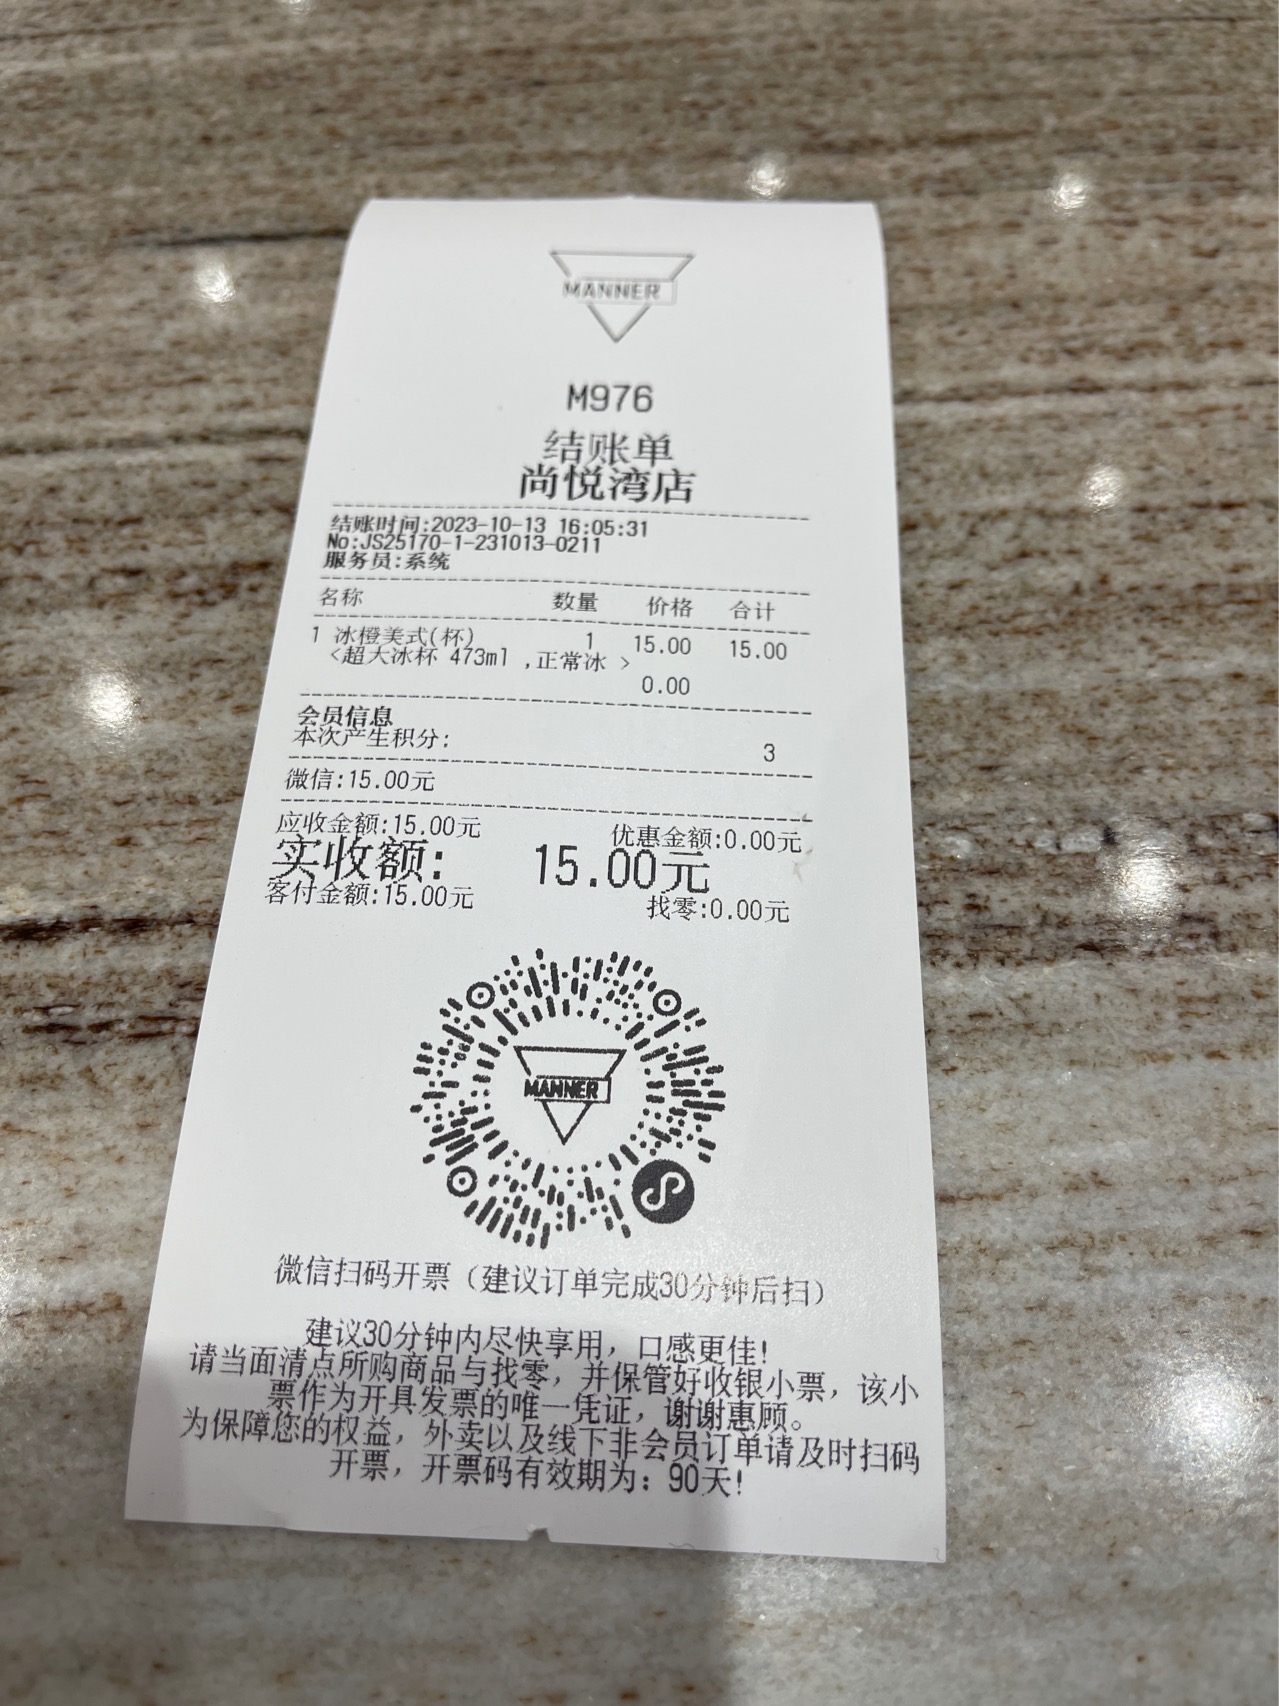 MANNER
M976
结账单
尚悦湾店
结账时间:2023-10-13 16:05:31
No:JS25170-1-231013-0211
服务员:系统
名称 数量 价格 合计
1 冰橙美式(杯) 1 15.00 15.00
<超大冰杯 473ml ,正常冰 >
0.00
会员信息
本次产生积分: 3
微信:15.00元
应收金额:15.00元 优惠金额:0.00元
实收额: 15.00元
客付金额:15.00元 找零:0.00元
MANNER
微信扫码开票（建议订单完成30分钟后扫）
建议30分钟内尽快享用，口感更佳!
请当面清点所购商品与找零，并保管好收银小票，该小
票作为开具发票的唯一凭证，谢谢惠顾。
为保障您的权益，外卖以及线下非会员订单请及时扫码
开票，开票码有效期为：90天!